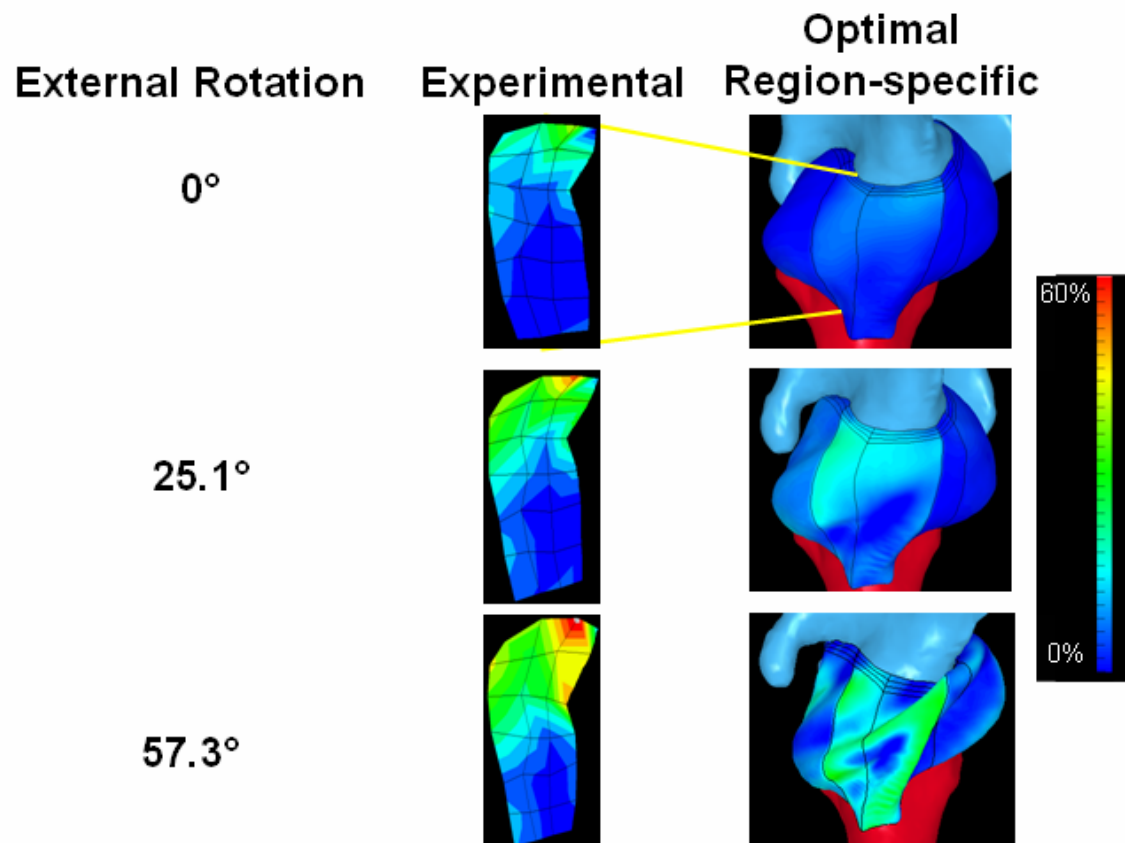 Optimal
External Rotation Experimental Region-specific
0°
25.1°
60%
0%
57.3°